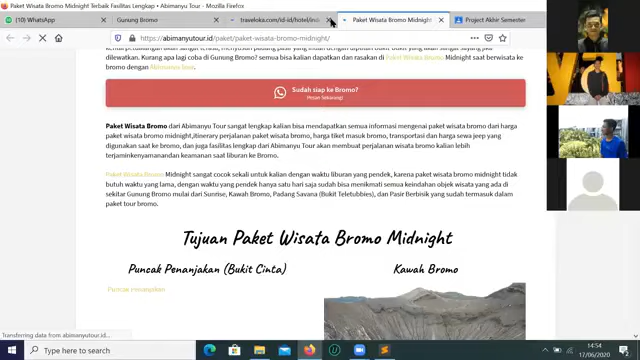 Paket Wisata Bromo Midnight Terbaik Fasilitas Lengkap • Abimanyu Tour - Mozilla Firefox
(10) WhatsApp
Gunung Bromo
traveloka.com/id-id/hotel/indo
Paket Wisata Bromo Midnight
Project Akhir Sementer
https://abimanyutour.id/paket/paket-wisata-bromo-midnight/
dilewatkan. Kurang apa lagi coba di Gunung Bromo? semua bisa kalian dapatkan dan rasakan di Paket Wisata Bromo Midnight saat berwisata ke
bromo dengan Abimanyu tour.
Sudah siap ke Bromo?
Pesan Sekarang!
Paket Wisata Bromo dari Abimanyu Tour sangat lengkap kalian bisa mendapatkan semua informasi mengenai paket wisata bromo dari harga
paket wisata bromo midnight,itinerary perjalanan paket wisata bromo, harga tiket masuk bromo, transportasi dan harga sewa jeep yang
digunakan saat ke bromo, dan juga fasilitas lengkap dari Abimanyu Tour akan membuat perjalanan wisata bromo kalian lebih
terjaminkenyamanandan keamanan saat liburan ke Bromo.
Paket Wisata Bromo Midnight sangat cocok sekali untuk kalian dengan waktu liburan yang pendek, karena paket wisata bromo midnight tidak
butuh waktu yang lama, dengan waktu yang pendek hanya satu hari saja sudah bisa menikmati semua keindahan objek wisata yang ada di
sekitar Gunung Bromo mulai dari Sunrise, Kawah Bromo, Padang Savana (Bukit Teletubbies), dan Pasir Berbisik yang sudah termasuk dalam
paket tour bromo.
Tujuan Paket Wisata Bromo Midnight
Puncak Penanjakan (Bukit Cinta)
Kawah Bromo
Puncak penanjakan
Transferring data from abimanyutour.id...
Type here to search
14:54
17/06/2020